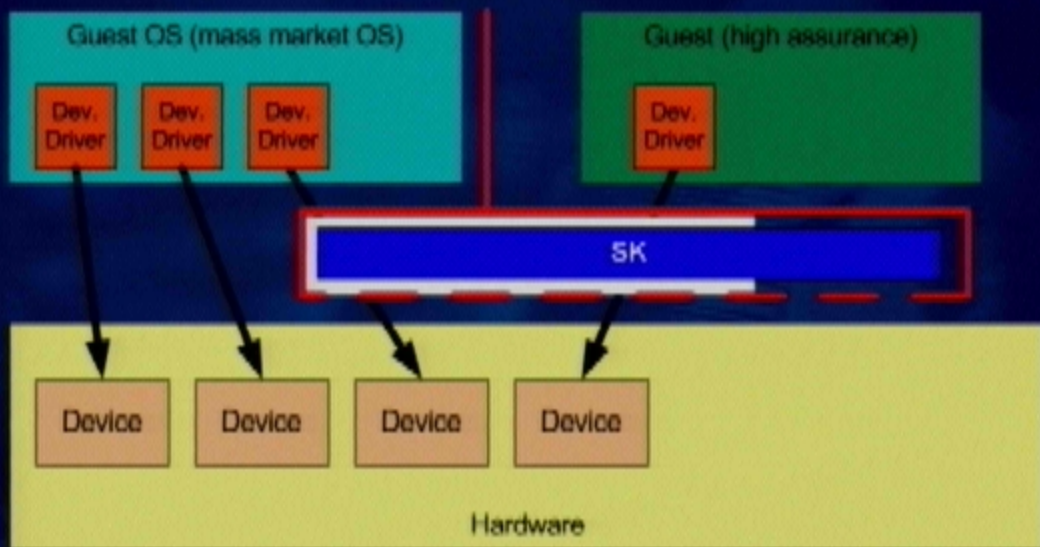 Guest OS (mass market OS)
Guest (high assurance)
Dev.
Driver
Dev.
Driver
Dev.
Driver
Dev.
Driver
SK
Device
Device
Device
Device
Hardware